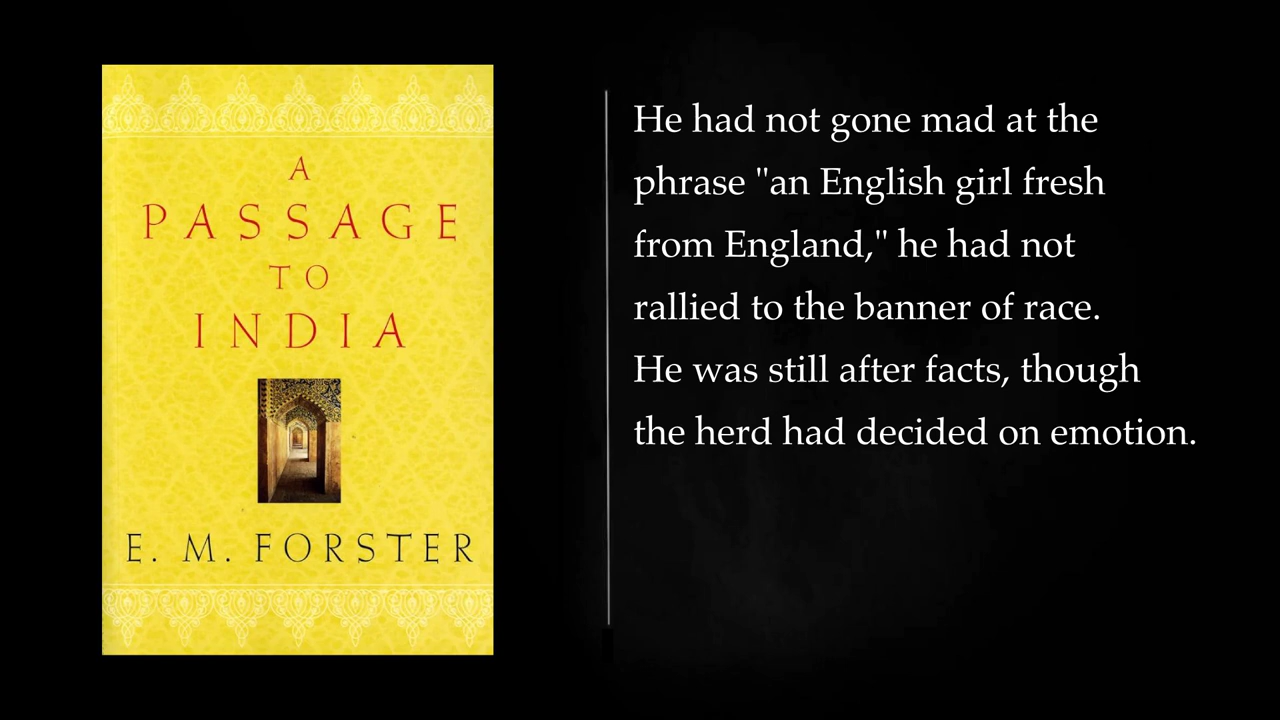 A
PASSAGE
TO
INDIA
E. M. FORSTER
He had not gone mad at the
phrase "an English girl fresh
from England," he had not
rallied to the banner of race.
He was still after facts, though
the herd had decided on emotion.